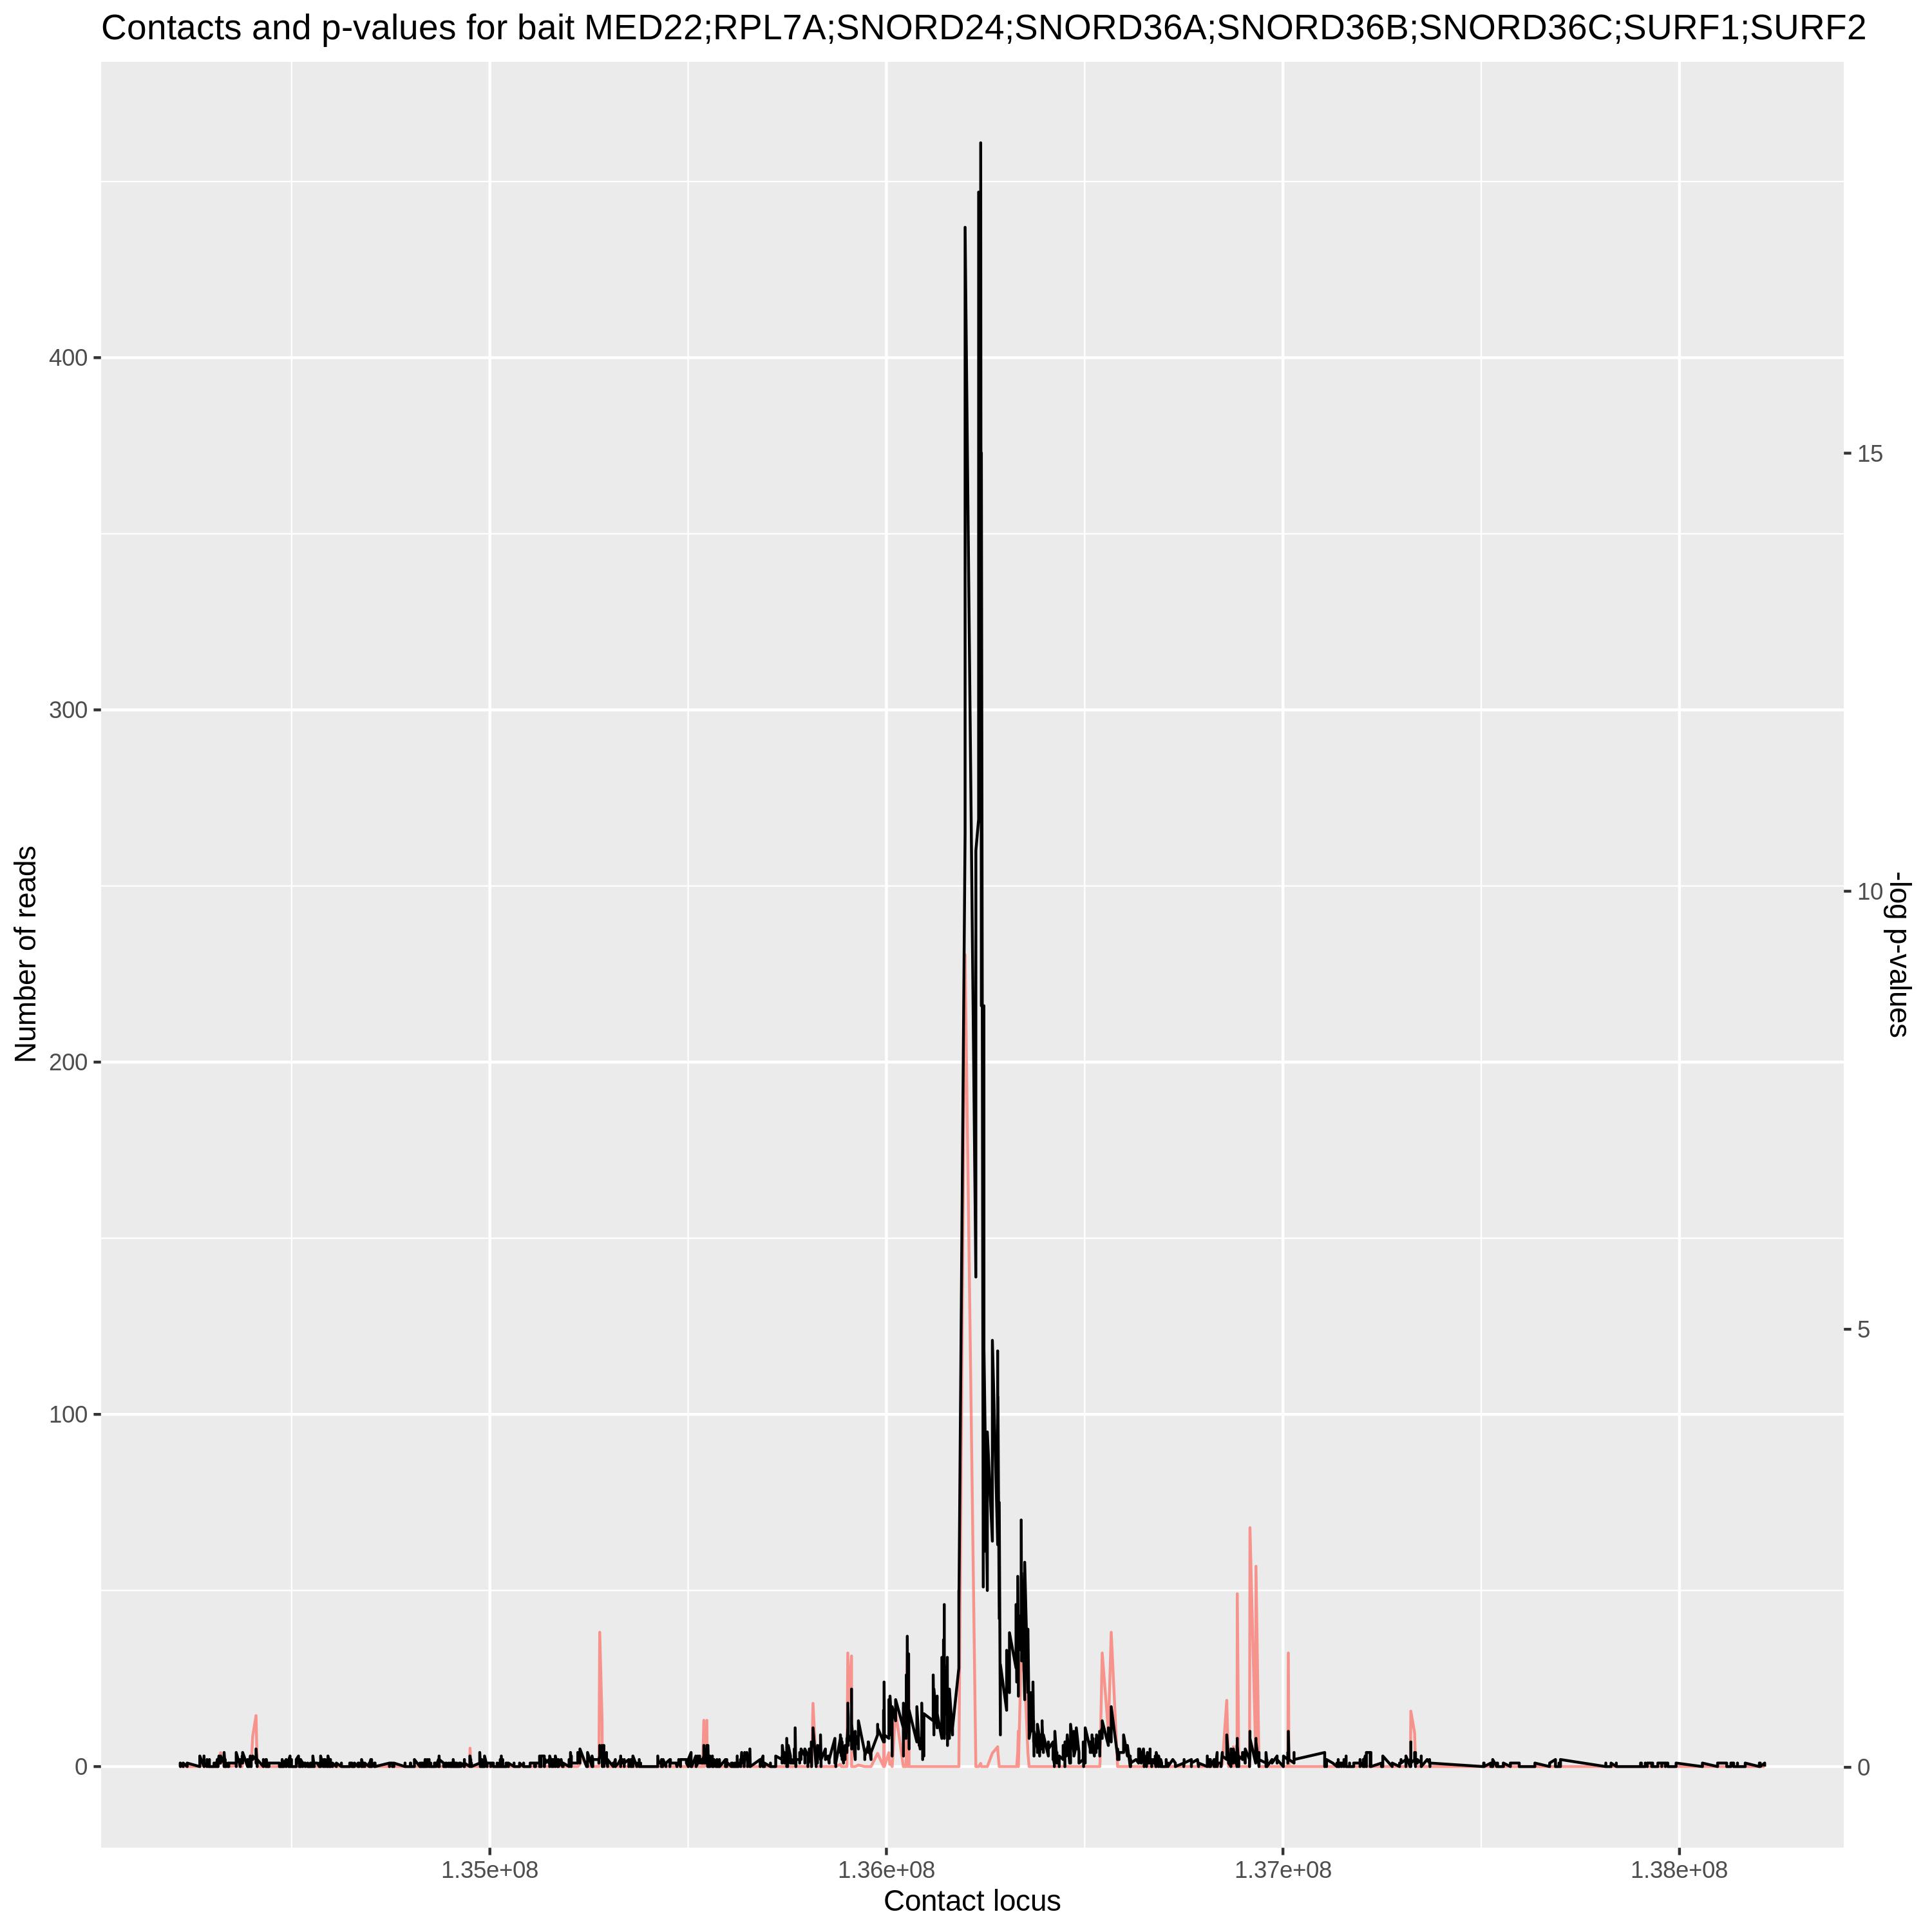 Contacts and p-values for bait MED22;RPL7A;SNORD24;SNORD36A;SNORD36B;SNORD36C;SURF1;SURF2
400
300
200
100
0
Number of reads
15
10
5
0
-log p-values
1.35e+08
1.36e+08
1.37e+08
1.38e+08
Contact locus